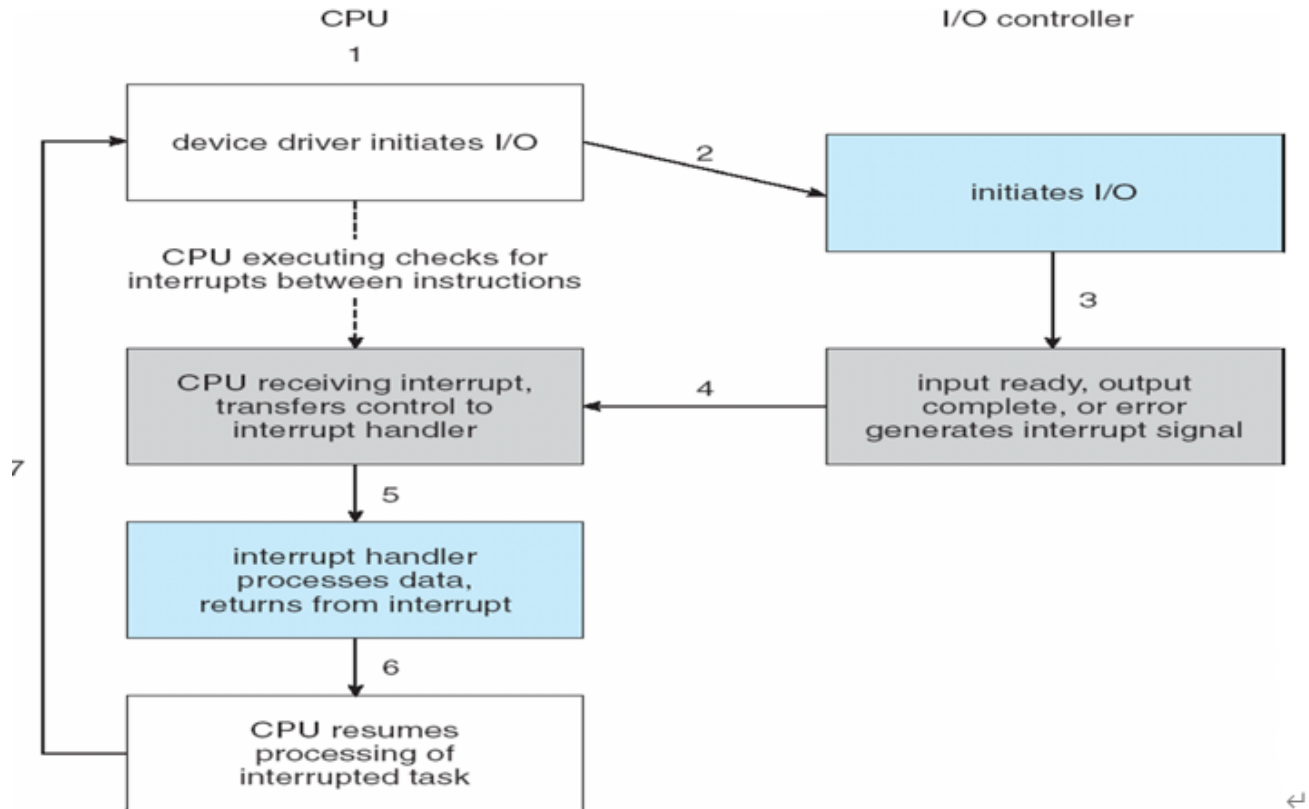 CPU
I/O controller
1
device driver initiates I/O
2
initiates I/O
CPU executing checks for
interrupts between instructions
3
CPU receiving interrupt,
transfers control to
interrupt handler
4
input ready, output
complete, or error
generates interrupt signal
7
5
interrupt handler
processes data,
returns from interrupt
6
CPU resumes
processing of
interrupted task